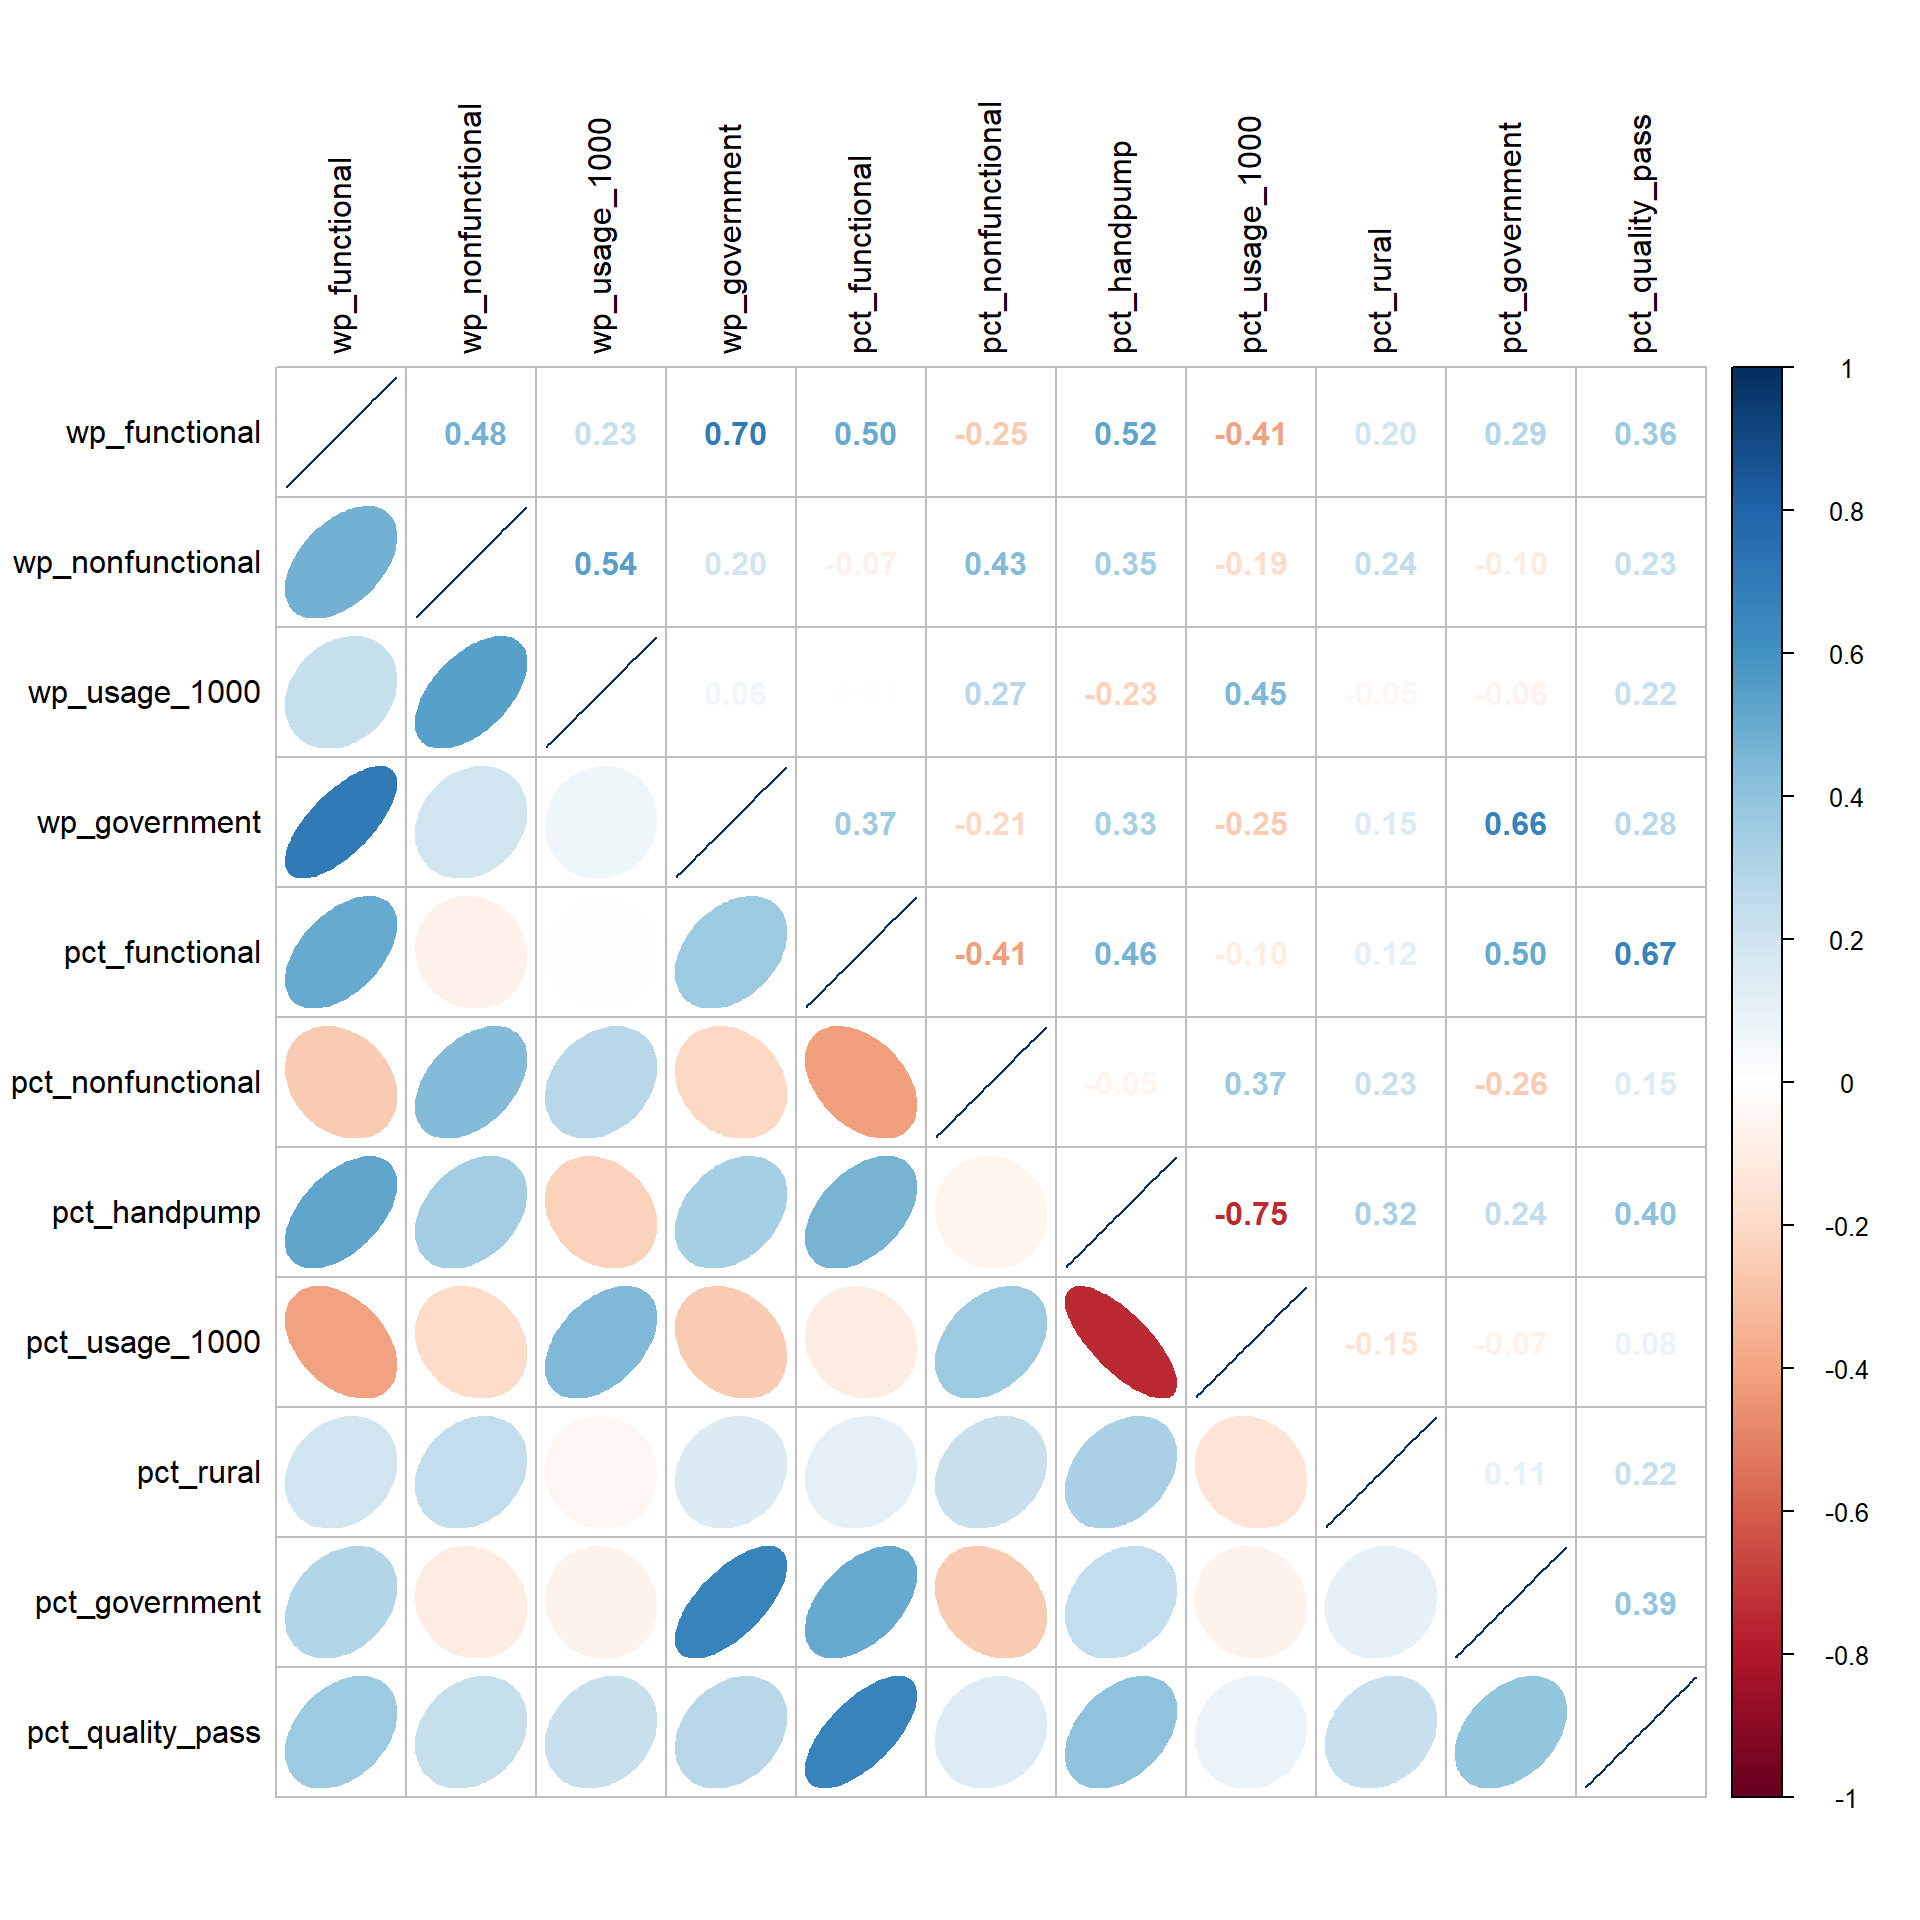 wp_functional
wp_nonfunctional
wp_usage_1000
wp_government
pct_functional
pct_nonfunctional
pct_handpump
pct_usage_1000
pct_rural
pct_government
pct_quality_pass
wp_functional 0.48 0.23 0.70 0.50 -0.25 0.52 -0.41 0.20 0.29 0.36
wp_nonfunctional 0.54 0.20 -0.07 0.43 0.35 -0.19 0.24 -0.10 0.23
wp_usage_1000 0.06 0.27 -0.23 0.45 -0.05 -0.06 0.22
wp_government 0.37 -0.21 0.33 -0.25 0.15 0.66 0.28
pct_functional -0.41 0.46 -0.10 0.12 0.50 0.67
pct_nonfunctional -0.05 0.37 0.23 -0.26 0.15
pct_handpump -0.75 0.32 0.24 0.40
pct_usage_1000 -0.15 -0.07 0.08
pct_rural 0.11 0.22
pct_government 0.39
pct_quality_pass
1
0.8
0.6
0.4
0.2
0
-0.2
-0.4
-0.6
-0.8
-1